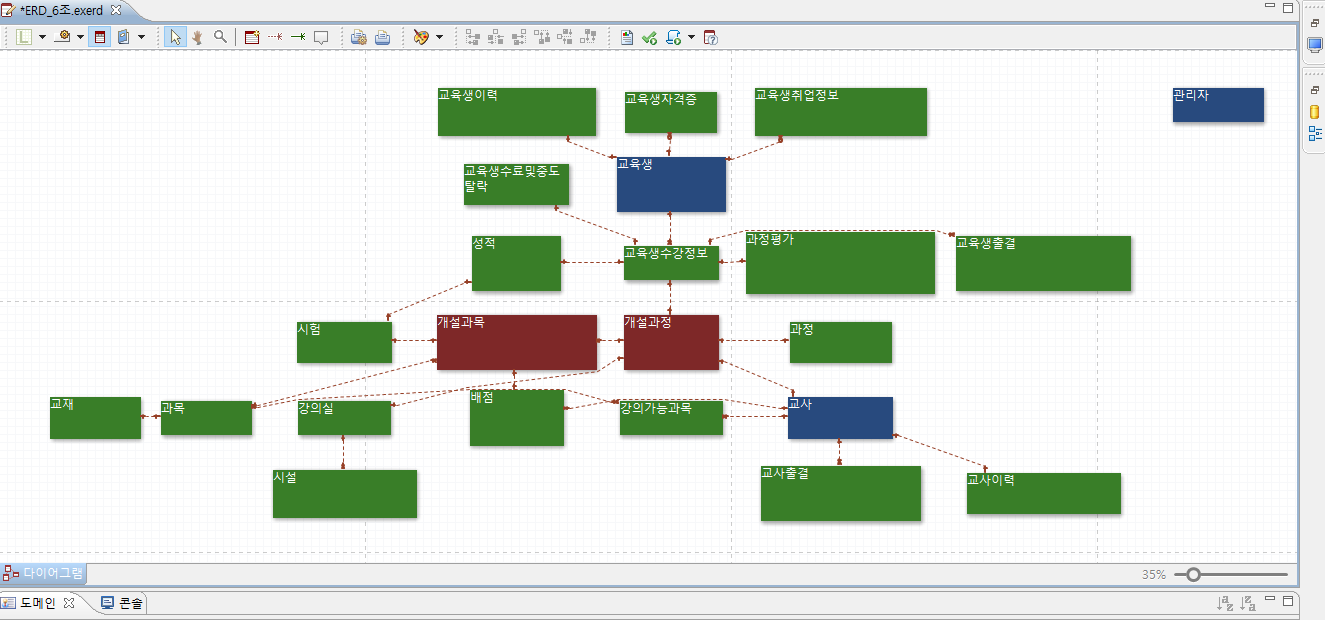 *ERD_6조.exerd
L
교육생이력
교육생자격증
교육생취업정보
관리자
교육생
교육생수료및중도
탈락
성적
교육생수강정보
과정평가
교육생출결
시험
개설과목
개설과정
과정
교재
과목
강의실
배점
강의가능과목
교사
시설
교사출결
교사이력
다이어그램
35%
도메인
콘솔